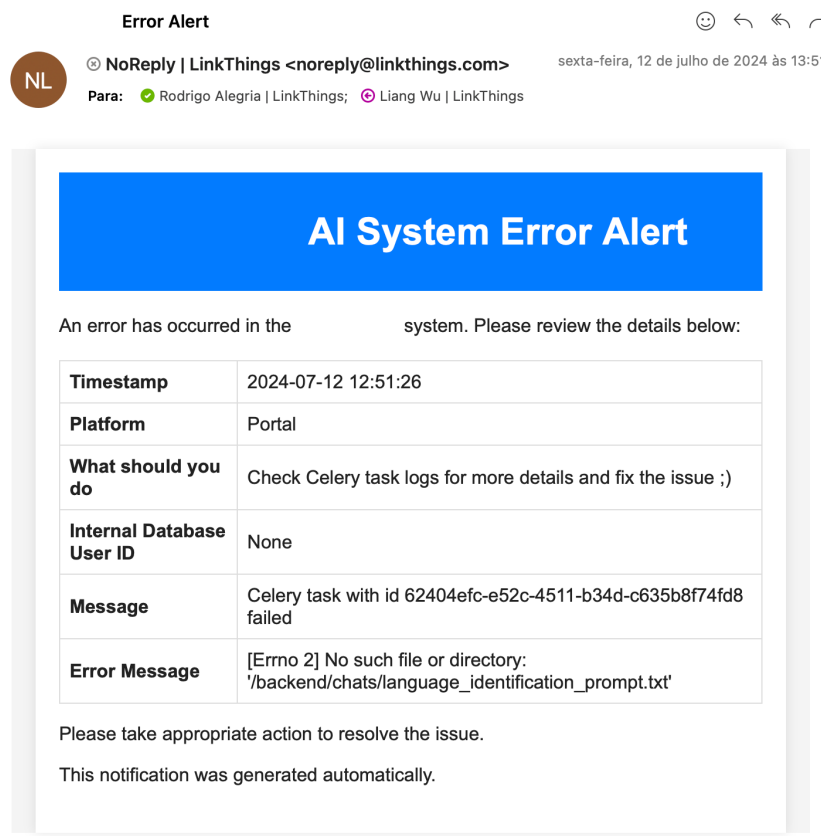 Error Alert
NoReply | LinkThings <noreply@linkthings.com>
sexta-feira, 12 de julho de 2024 às 13:5
NL
Para: Rodrigo Alegria | LinkThings; Liang Wu | LinkThings
AI System Error Alert
An error has occurred in the system. Please review the details below:
Timestamp 2024-07-12 12:51:26
Platform Portal
What should you
do
Check Celery task logs for more details and fix the issue ;)
Internal Database
User ID
None
Message
Celery task with id 62404efc-e52c-4511-b34d-c635b8f74fd8
failed
Error Message
[Errno 2] No such file or directory:
'/backend/chats/language_identification_prompt.txt'
Please take appropriate action to resolve the issue.
This notification was generated automatically.